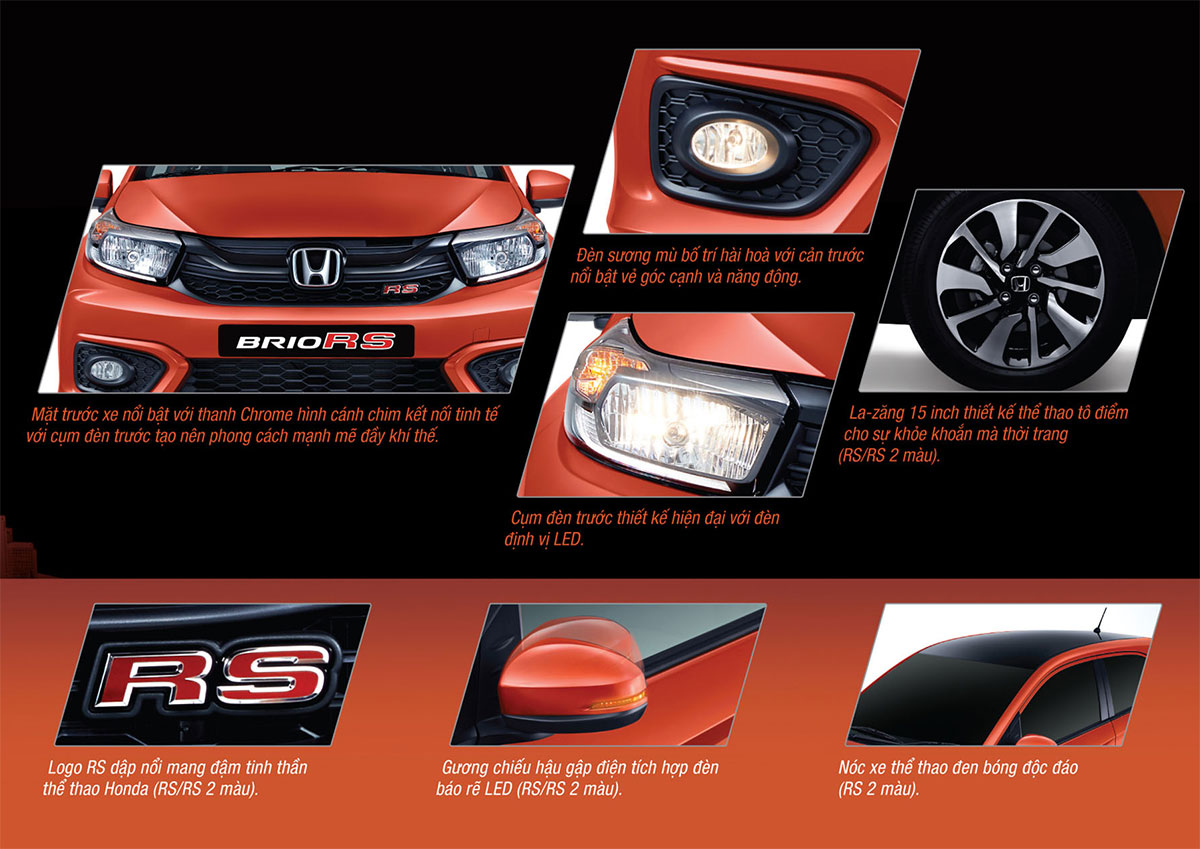 Đèn sương mù bố trí hài hoà với cản trước
nổi bật vẻ góc cạnh và năng động.
RS
BRIO RS
Mặt trước xe nổi bật với thanh Chrome hình cánh chim kết nối tinh tế
với cụm đèn trước tạo nên phong cách mạnh mẽ đầy khí thế.
La-zăng 15 inch thiết kế thể thao tô điểm
cho sự khỏe khoắn mà thời trang
(RS/RS 2 màu).
Cụm đèn trước thiết kế hiện đại với đèn
định vị LED.
RS
Logo RS dập nổi mang đậm tinh thần
thể thao Honda (RS/RS 2 màu).
Gương chiếu hậu gập điện tích hợp đèn
báo rẽ LED (RS/RS 2 màu).
Nóc xe thể thao đen bóng độc đáo
(RS 2 màu).